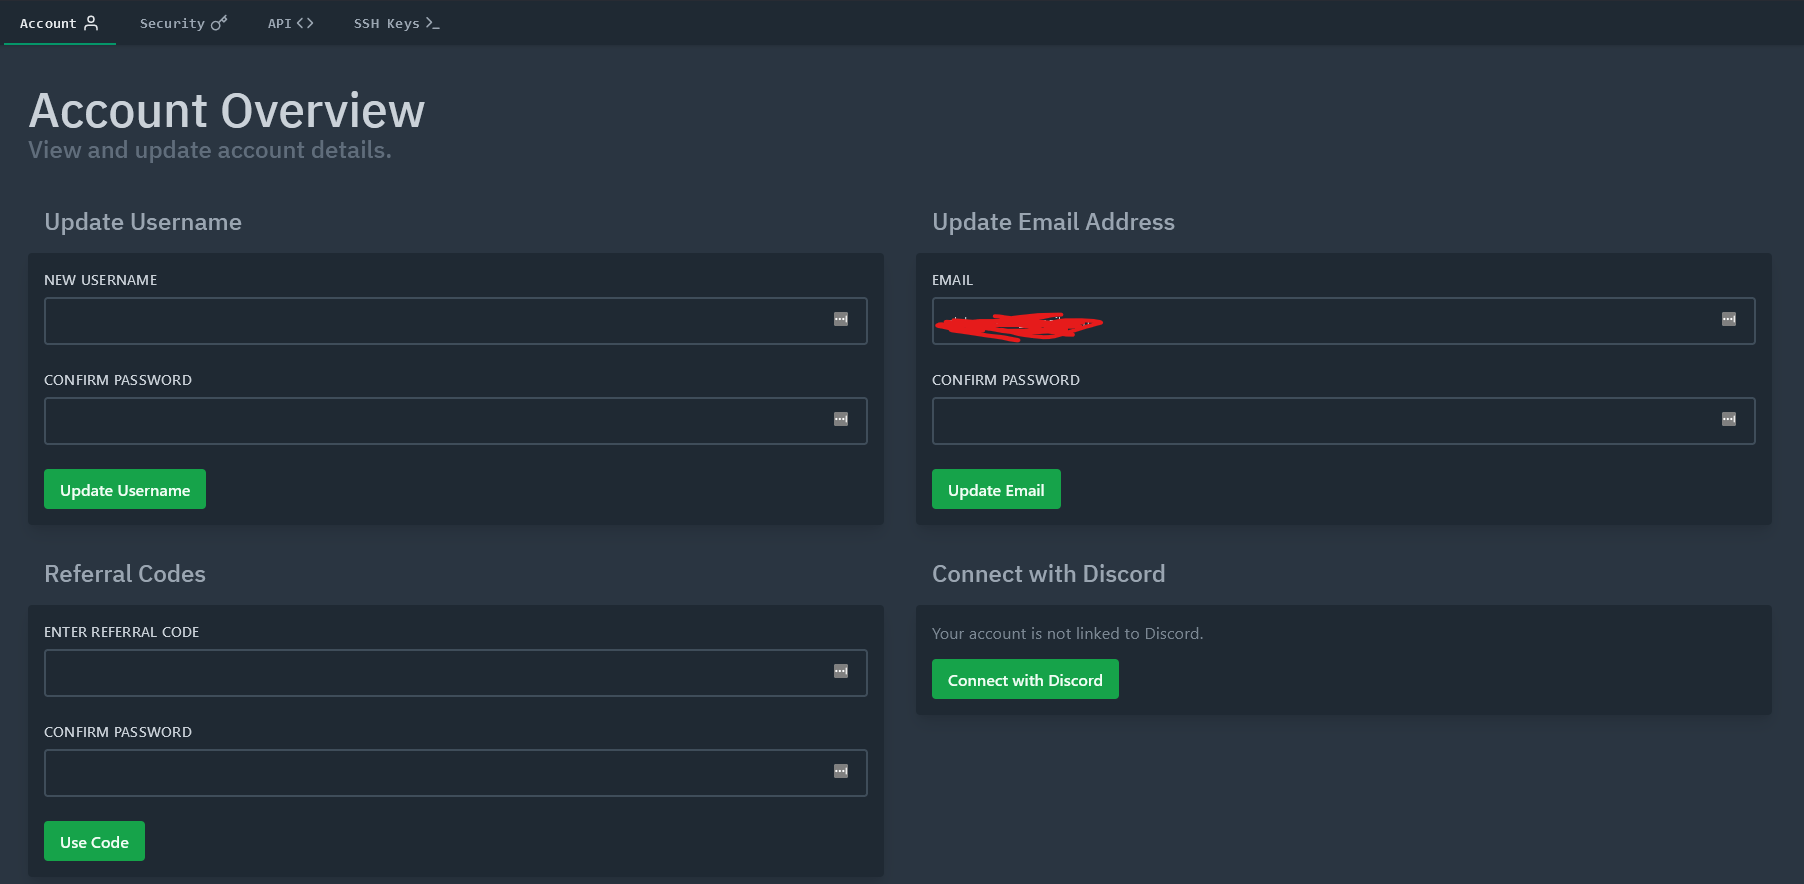 Account Security API SSH Keys
Account Overview
View and update account details.
Update Username
NEW USERNAME
CONFIRM PASSWORD
Update Username
Update Email Address
EMAIL
CONFIRM PASSWORD
Update Email
Referral Codes
ENTER REFERRAL CODE
CONFIRM PASSWORD
Use Code
Connect with Discord
Your account is not linked to Discord.
Connect with Discord